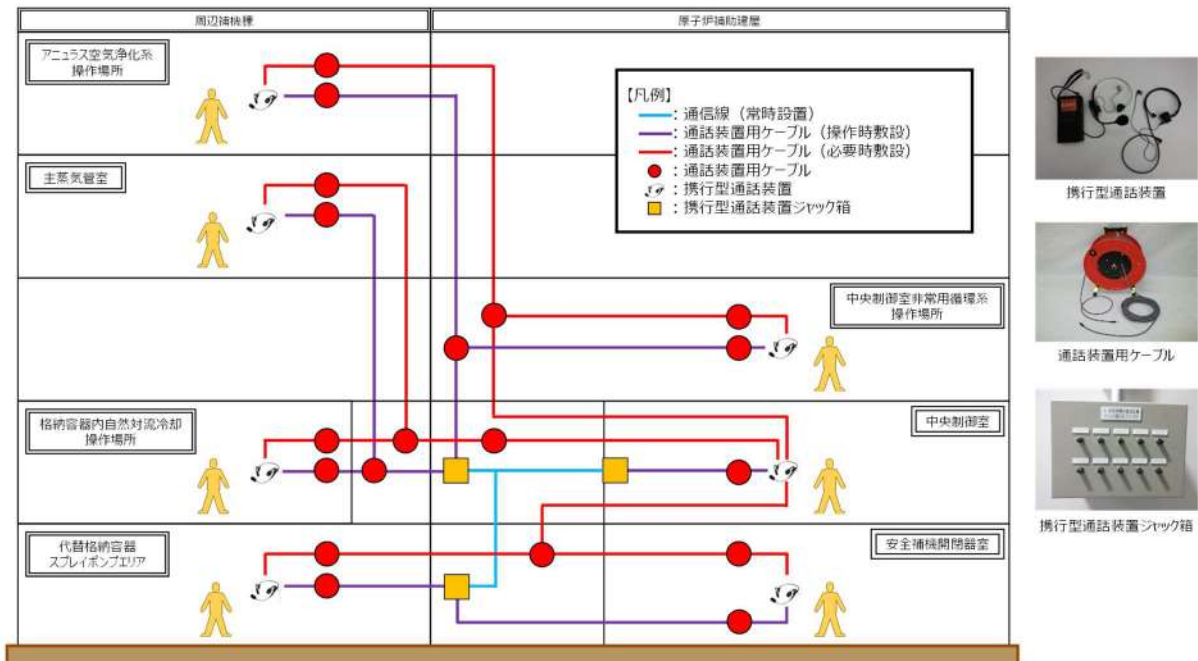 周辺補機棟
原子炉補助建屋
アニュラス空気浄化系
操作場所
【凡例】
：通信線（常時設置）
：通話装置用ケーブル（操作時敷設）
：通話装置用ケーブル（必要時敷設）
：通話装置用ケーブル
：携行型通話装置
：携行型通話装置ジャック箱
主蒸気管室
中央制御室非常用循環系
操作場所
格納容器内自然対流冷却
操作場所
中央制御室
代替格納容器
スプレイポンプエリア
安全補機開閉器室
携行型通話装置
通話装置用ケーブル
携行型通話装置ジャック箱